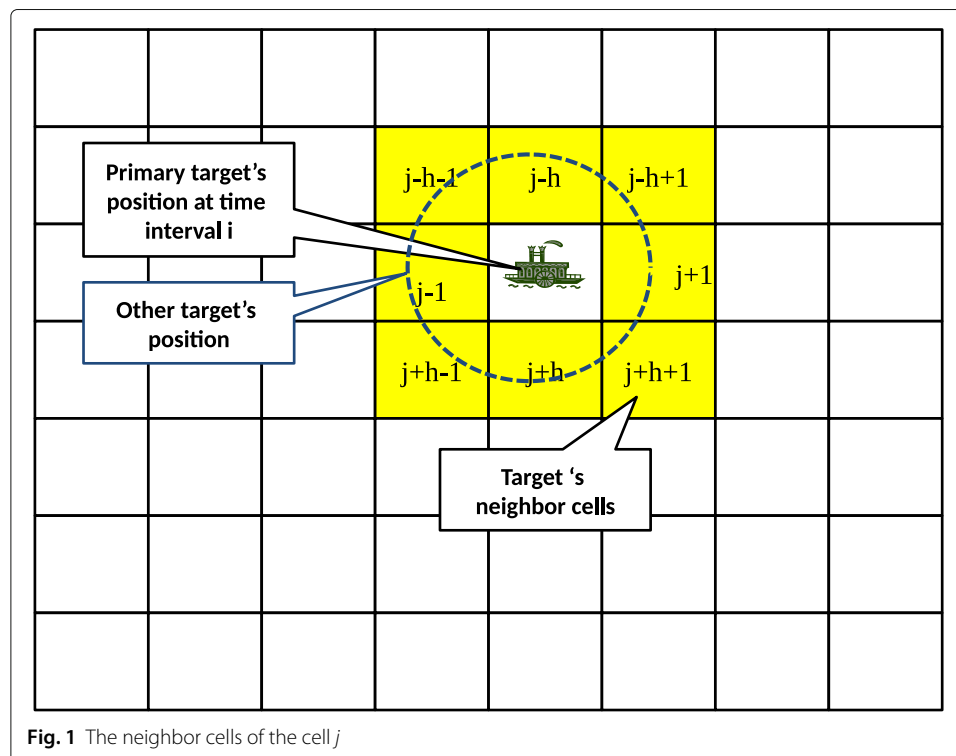 Primary target's
position at time
interval i
Other target's
position
j-h-1
j-h
j-h+1
j-1
j+1
j+h-1
j+h
j+h+1
Target ‘s
neighbor cells
Fig. 1 The neighbor cells of the cell j